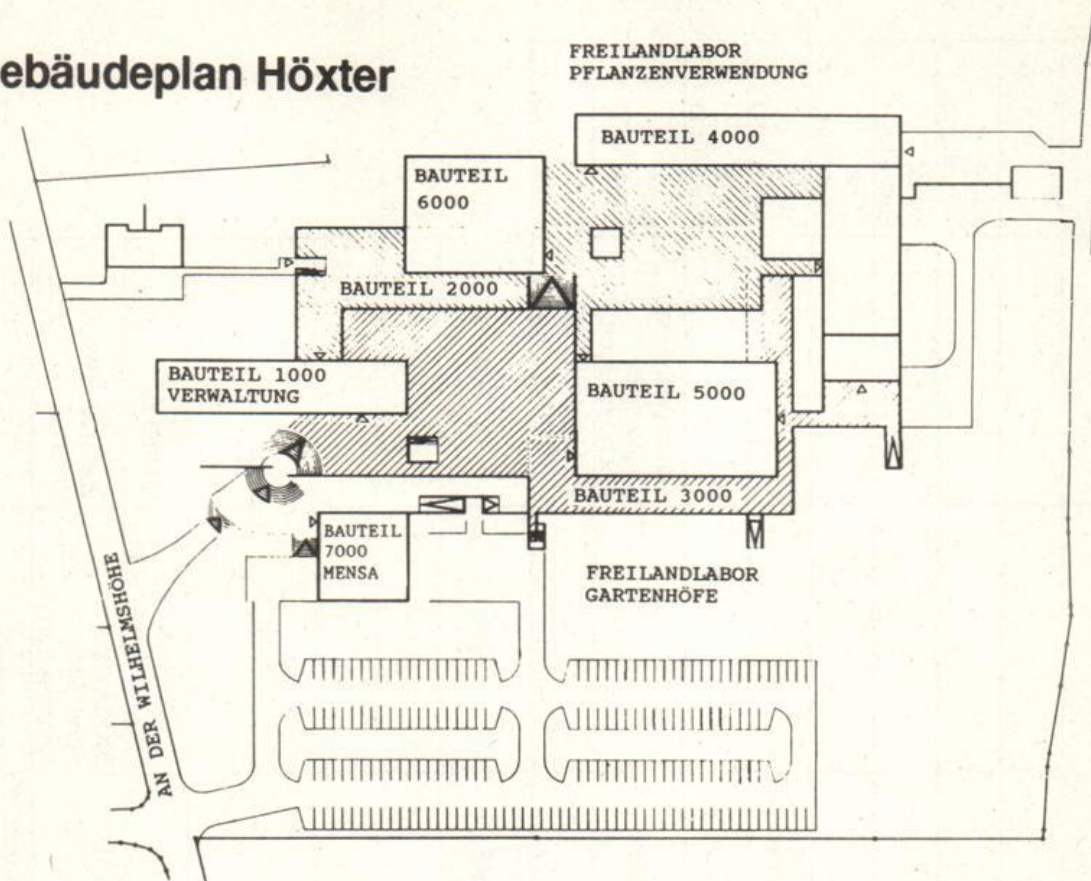 ebäudeplan Höxter
FREILANDLABOR
PFLANZENVERWENDUNG
BAUTEIL 4000
BAUTEIL
6000
BAUTEIL 2000
BAUTEIL 1000
VERWALTUNG
BAUTEIL 5000
BAUTEIL 3000
BAUTEIL
7000
MENSA
FREILANDLABOR
GARTENHÖFE
AN DER WILHELMSHÖHE